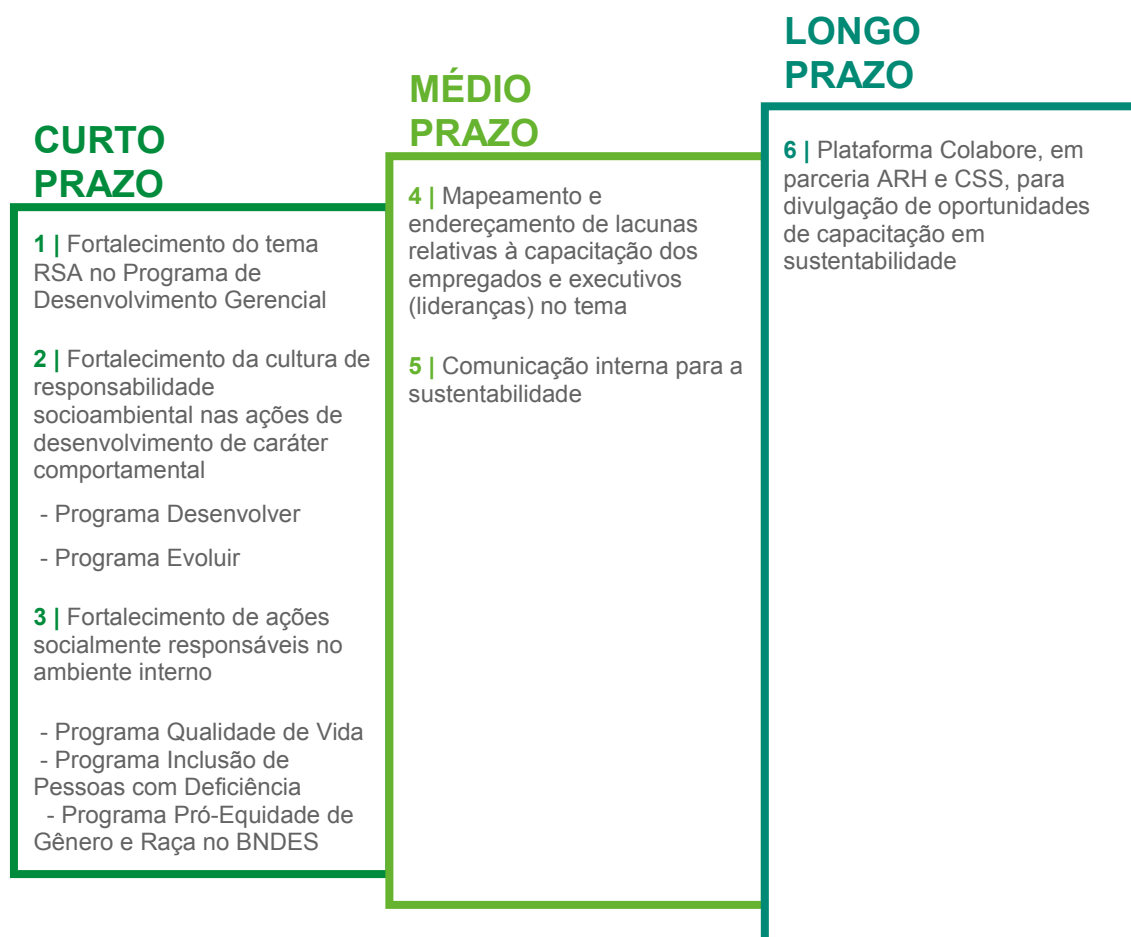 CURTO
PRAZO
1 | Fortalecimento do tema
RSA no Programa de
Desenvolvimento Gerencial
2 | Fortalecimento da cultura de
responsabilidade
socioambiental nas ações de
desenvolvimento de caráter
comportamental
- Programa Desenvolver
- Programa Evoluir
3 | Fortalecimento de ações
socialmente responsáveis no
ambiente interno
- Programa Qualidade de Vida
- Programa Inclusão de
Pessoas com Deficiência
- Programa Pró-Equidade de
Gênero e Raça no BNDES
MÉDIO
PRAZO
4 | Mapeamento e
endereçamento de lacunas
relativas à capacitação dos
empregados e executivos
(lideranças) no tema
5 | Comunicação interna para a
sustentabilidade
LONGO
PRAZO
6 | Plataforma Colabore, em
parceria ARH e CSS, para
divulgação de oportunidades
de capacitação em
sustentabilidade